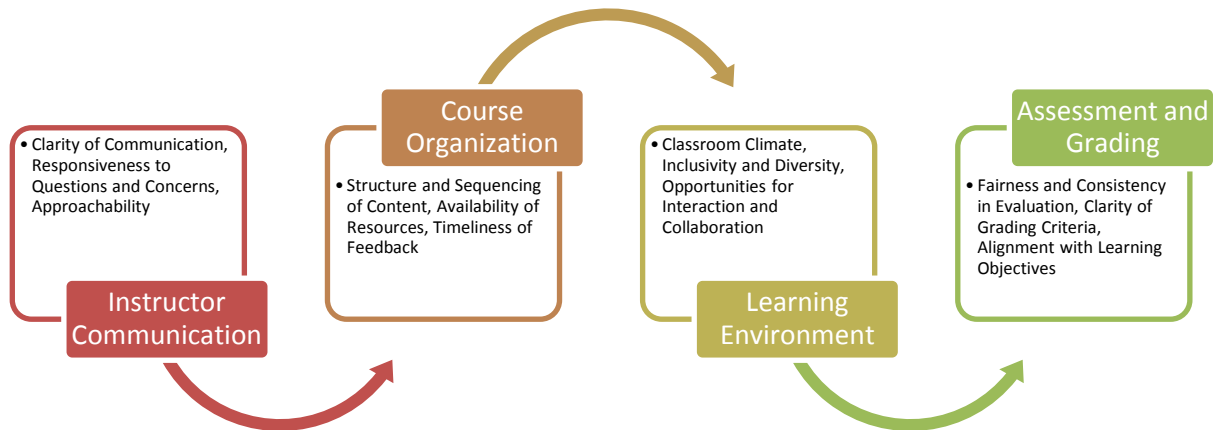 • Clarity of Communication,
Responsiveness to
Questions and Concerns,
Approachability
Instructor
Communication
Course
Organization
• Structure and Sequencing
of Content, Availability of
Resources, Timeliness of
Feedback
• Classroom Climate,
Inclusivity and Diversity,
Opportunities for
Interaction and
Collaboration
Learning
Environment
Assessment and
Grading
• Fairness and Consistency
in Evaluation, Clarity of
Grading Criteria,
Alignment with Learning
Objectives